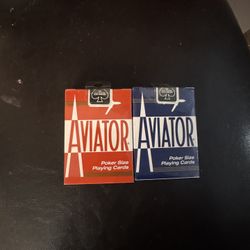 AVIATOR
Poker Size
Playing Cards
AVIATOR
Poker Size
Playing Cards